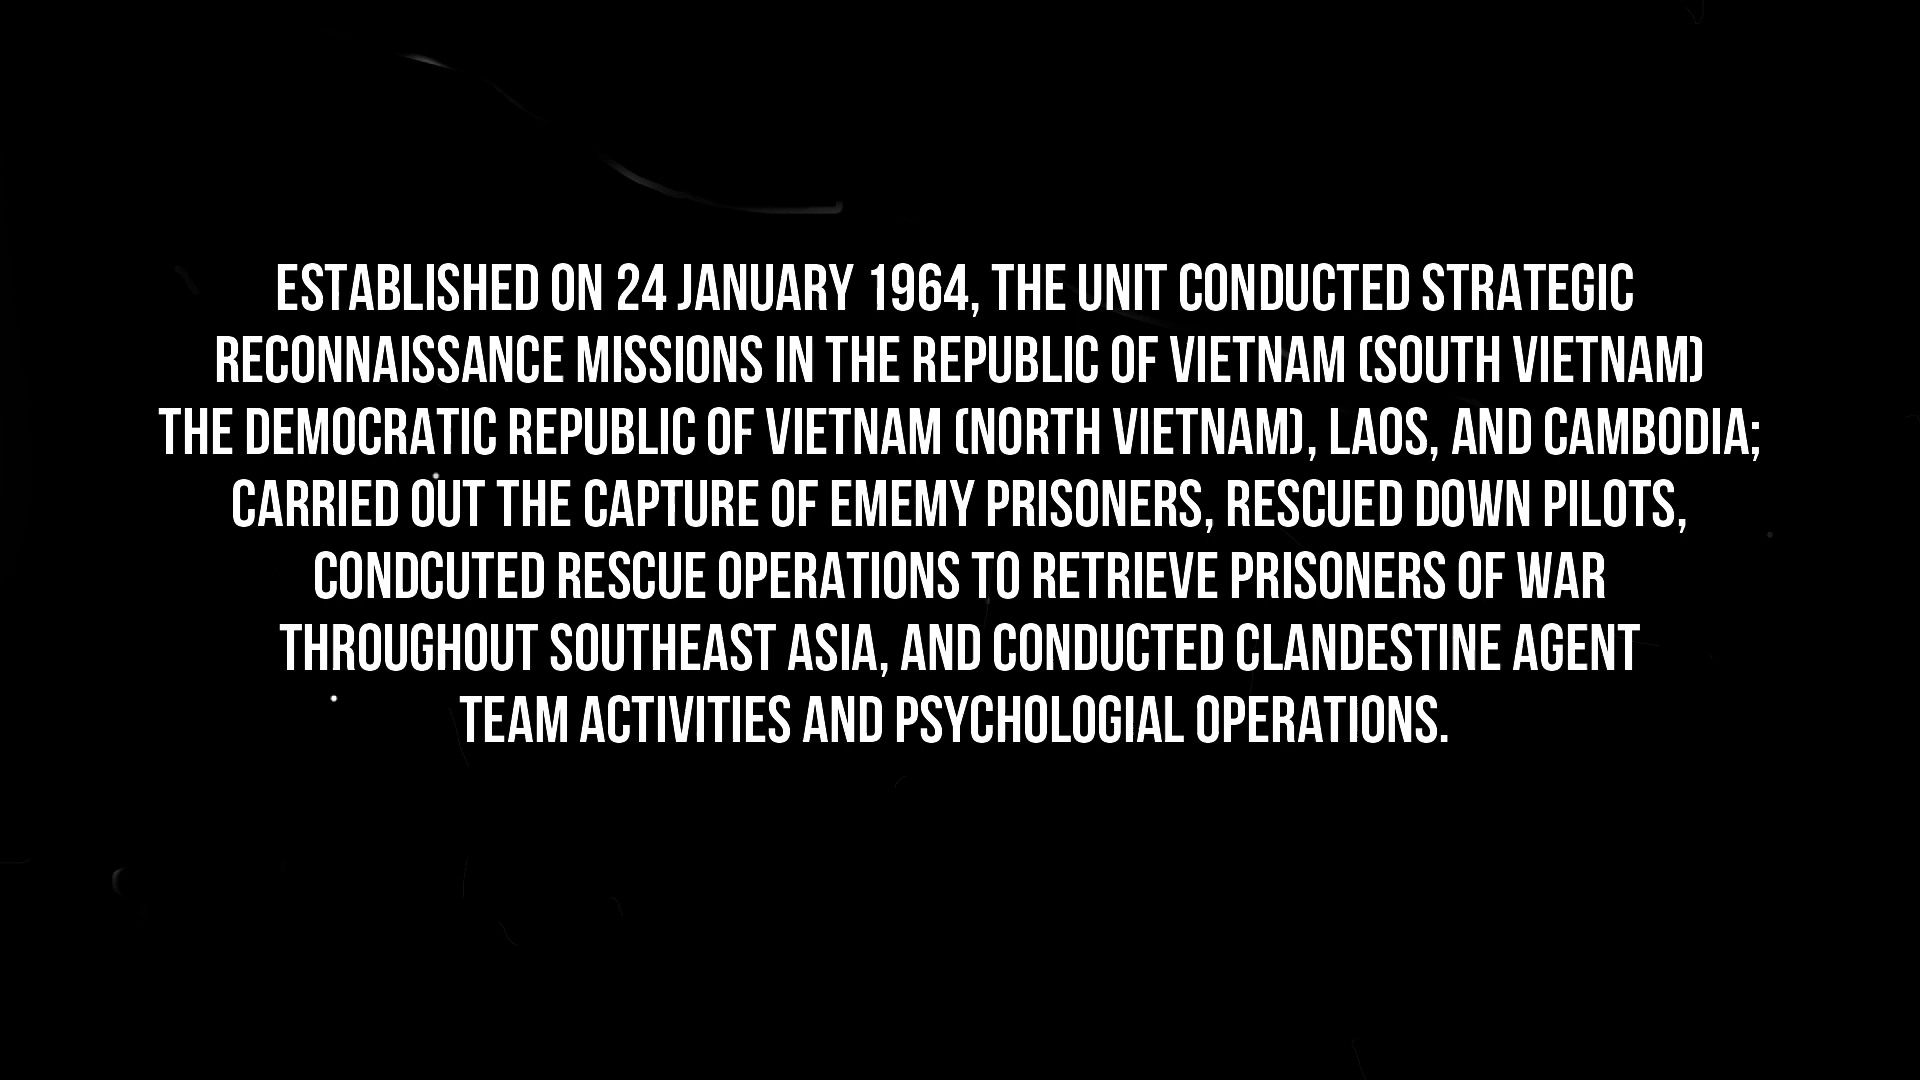 ESTABLISHED ON 24 JANUARY 1964, THE UNIT CONDUCTED STRATEGIC
RECONNAISSANCE MISSIONS IN THE REPUBLIC OF VIETNAM (SOUTH VIETNAM)
THE DEMOCRATIC REPUBLIC OF VIETNAM (NORTH VIETNAM), LAOS, AND CAMBODIA;
CARRIED OUT THE CAPTURE OF EMEMY PRISONERS, RESCUED DOWN PILOTS,
CONDCUTED RESCUE OPERATIONS TO RETRIEVE PRISONERS OF WAR
THROUGHOUT SOUTHEAST ASIA, AND CONDUCTED CLANDESTINE AGENT
TEAM ACTIVITIES AND PSYCHOLOGIAL OPERATIONS.